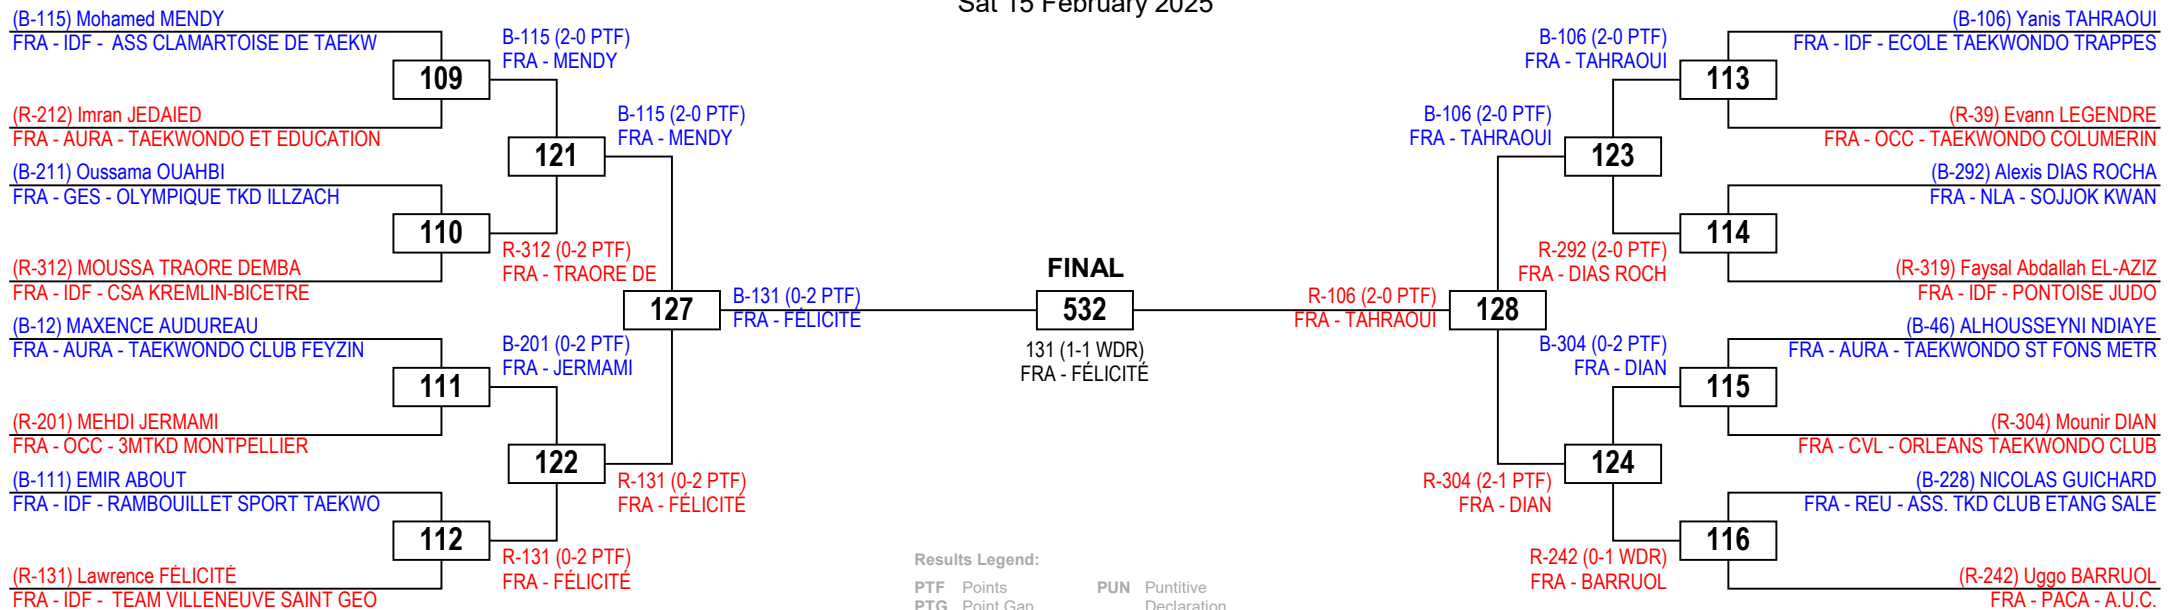 Sat 15 February 2025
(B-115) Mohamed MENDY
FRA - IDF - ASS CLAMARTOISE DE TAEKW
109
(R-212) Imran JEDAIED
FRA - AURA - TAEKWONDO ET EDUCATION
(B-211) Oussama OUAHBI
FRA - GES - OLYMPIQUE TKD ILLZACH
110
(R-312) MOUSSA TRAORE DEMBA
FRA - IDF - CSA KREMLIN-BICETRE
(B-12) MAXENCE AUDUREAU
FRA - AURA - TAEKWONDO CLUB FEYZIN
111
(R-201) MEHDI JERMAMI
FRA - OCC - 3MTKD MONTPELLIER
(B-111) EMIR ABOUT
FRA - IDF - RAMBOUILLET SPORT TAEKWO
112
(R-131) Lawrence FÉLICITÉ
FRA - IDF - TEAM VILLENEUVE SAINT GEO
B-115 (2-0 PTF)
FRA - MENDY
121
R-312 (0-2 PTF)
FRA - TRAORE DE
B-201 (0-2 PTF)
FRA - JERMAMI
122
R-131 (0-2 PTF)
FRA - FÉLICITÉ
B-115 (2-0 PTF)
FRA - MENDY
127
R-131 (0-2 PTF)
FRA - FÉLICITÉ
B-131 (0-2 PTF)
FRA - FÉLICITÉ
FINAL
532
131 (1-1 WDR)
FRA - FÉLICITÉ
R-106 (2-0 PTF)
FRA - TAHRAOUI
128
B-106 (2-0 PTF)
FRA - TAHRAOUI
R-304 (2-1 PTF)
FRA - DIAN
B-106 (2-0 PTF)
FRA - TAHRAOUI
123
R-292 (2-0 PTF)
FRA - DIAS ROCH
B-304 (0-2 PTF)
FRA - DIAN
124
R-242 (0-1 WDR)
FRA - BARRUOL
(B-106) Yanis TAHRAOUI
FRA - IDF - ECOLE TAEKWONDO TRAPPES
113
(R-39) Evann LEGENDRE
FRA - OCC - TAEKWONDO COLUMERIN
(B-292) Alexis DIAS ROCHA
FRA - NLA - SOJJOK KWAN
114
(R-319) Faysal Abdallah EL-AZIZ
FRA - IDF - PONTOISE JUDO
(B-46) ALHOUSSEYNI NDIAYE
FRA - AURA - TAEKWONDO ST FONS METR
115
(R-304) Mounir DIAN
FRA - CVL - ORLEANS TAEKWONDO CLUB
(B-228) NICOLAS GUICHARD
FRA - REU - ASS. TKD CLUB ETANG SALE
116
(R-242) Uggo BARRUOL
FRA - PACA - A.U.C.
Results Legend:
PTF Points PUN Puntitive
PTG Point Gap Declaration